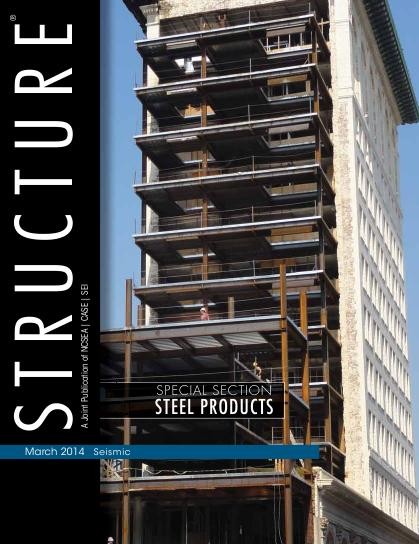 STRUCTURE®
A Joint Publication of NCSEA | CASE | SEI
SPECIAL SECTION
STEEL PRODUCTS
March 2014 Seismic